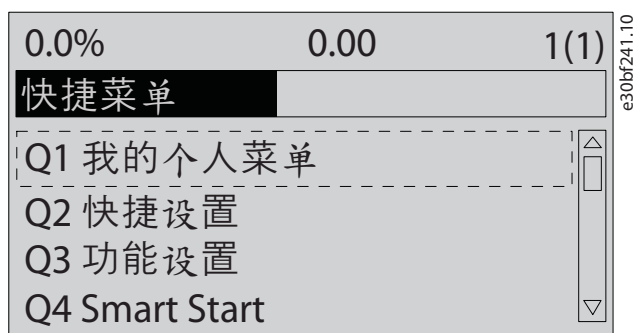 0.0% 0.00 1(1)
快捷菜单
Q1 我的个人菜单
Q2 快捷设置
Q3 功能设置
Q4 Smart Start
e30bf241.10